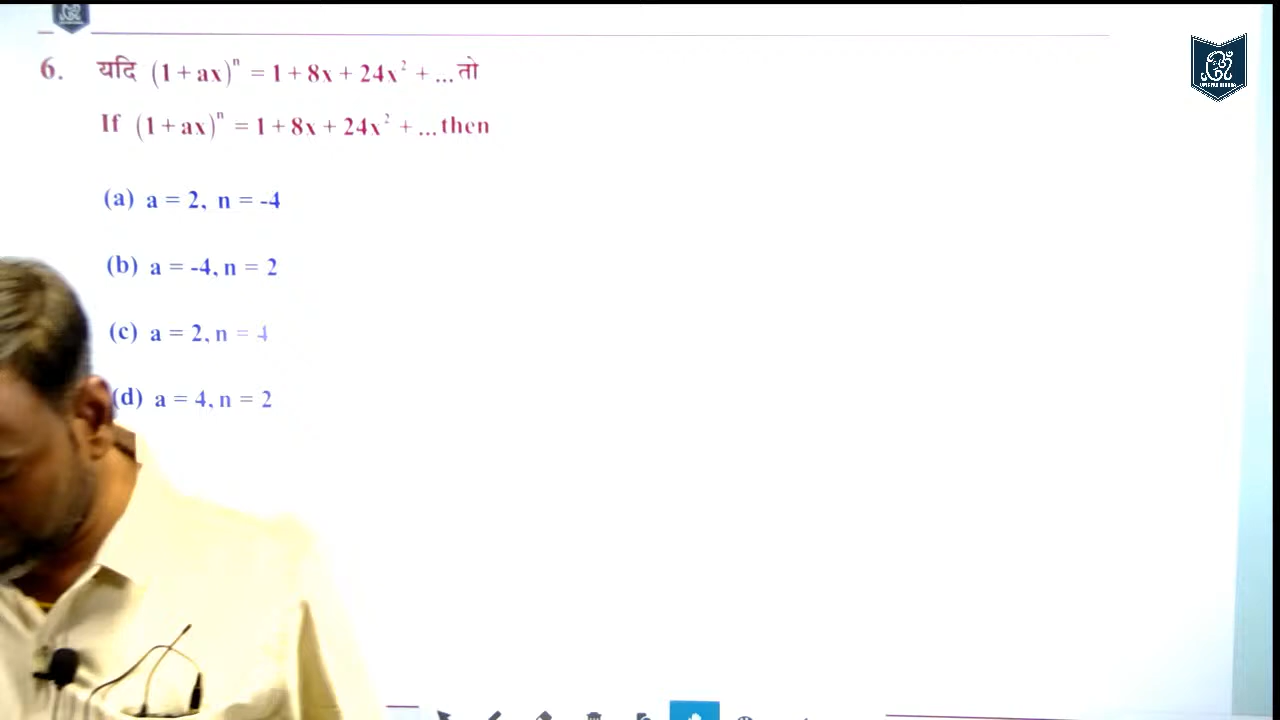 6. यदि (1 + ax)ⁿ = 1 + 8x + 24x² + ... तो
If (1 + ax)ⁿ = 1 + 8x + 24x² + ... then
(a) a = 2, n = -4
(b) a = -4, n = 2
(c) a = 2, n = 4
(d) a = 4, n = 2